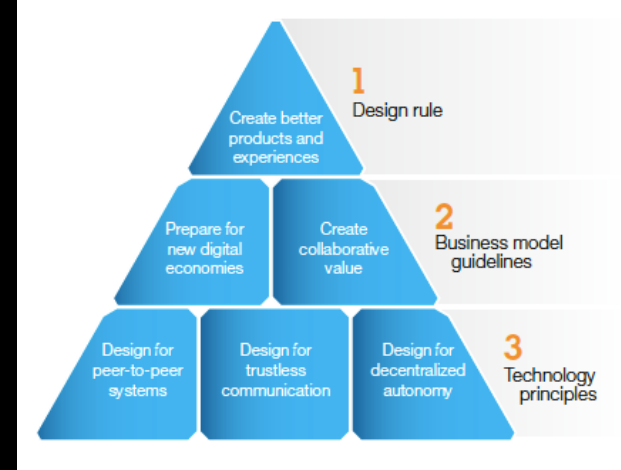 1
Design rule
Create better
products and
experiences
2
Business model
guidelines
Prepare for
new digital
economies
Create
collaborative
value
3
Technology
principles
Design for
peer-to-peer
systems
Design for
trustless
communication
Design for
decentralized
autonomy